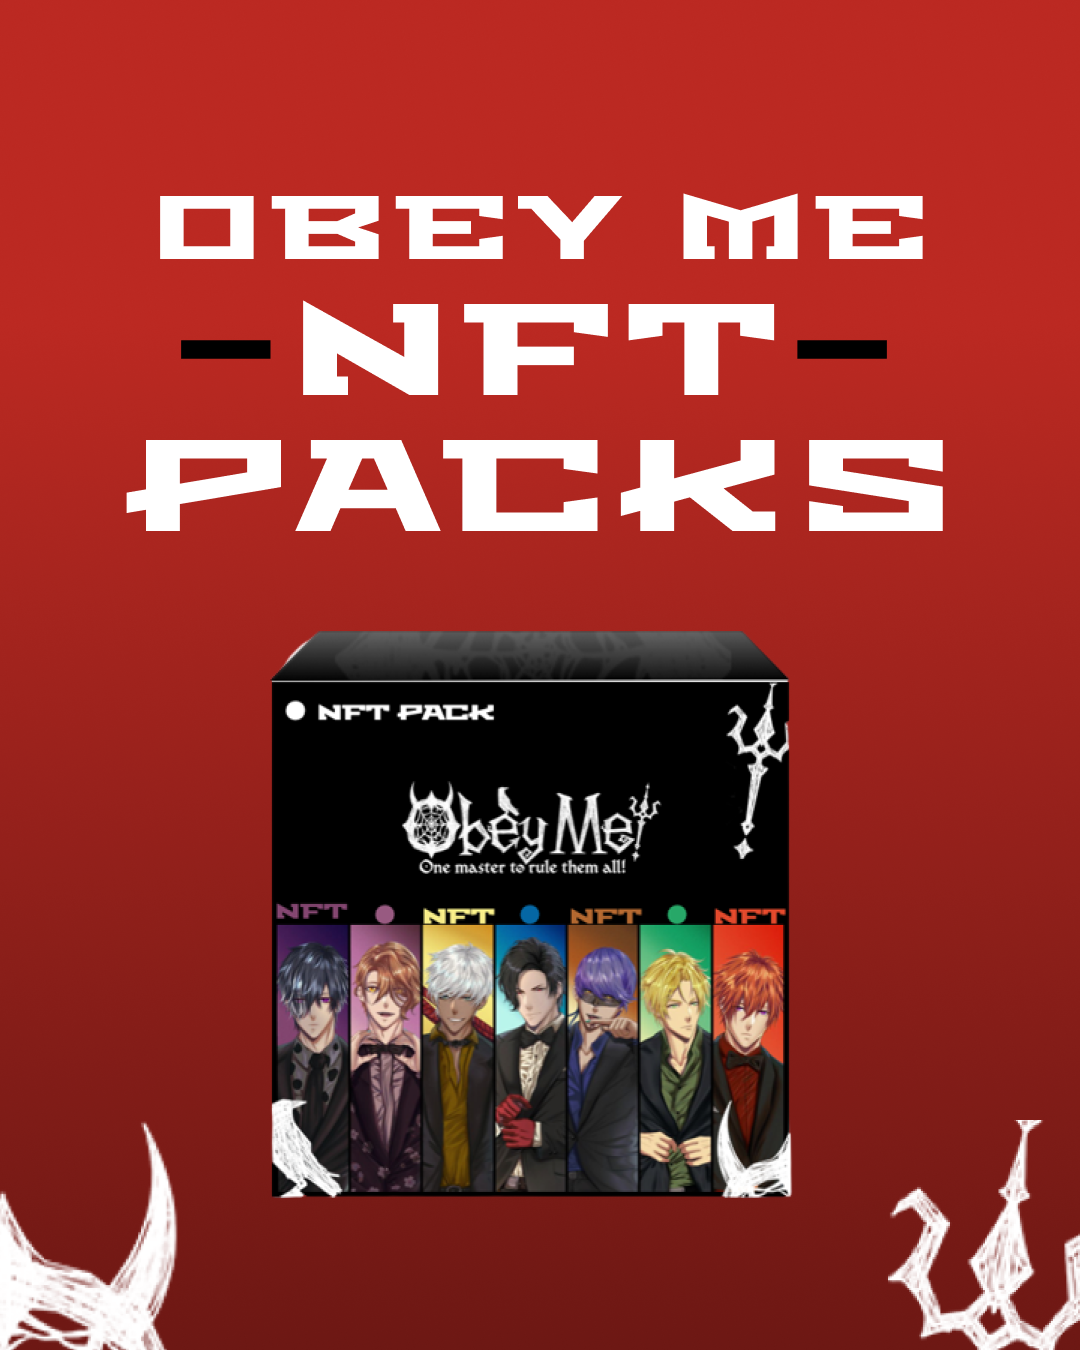 OBEY ME
-NFT-
PACKS
NFT PACK
Obey Me!
One master to rule them all!
NFT NFT NFT NFT